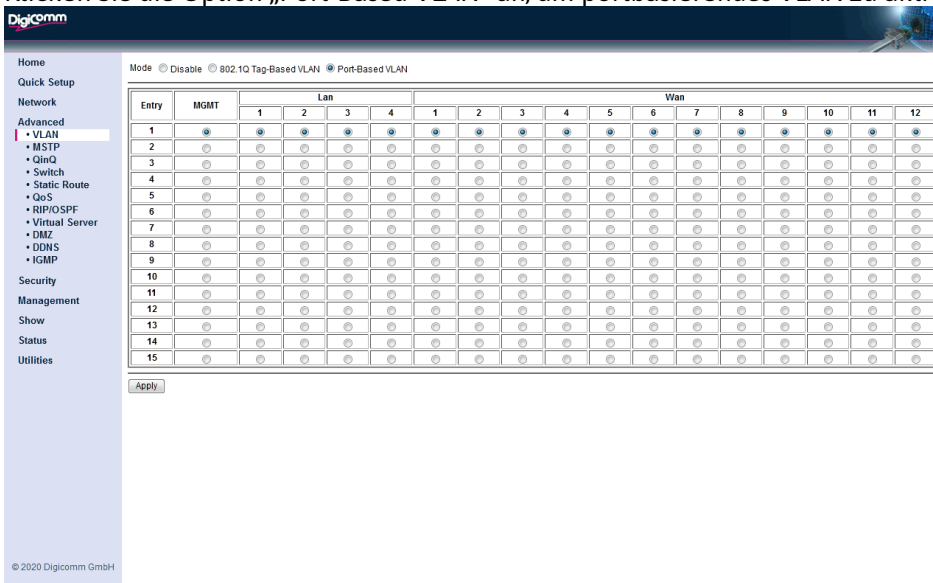 Klicken Sie die Option „Port Based VLAN“ an, um portbasierendes VLAN zu
Digicomm
Home
Quick Setup
Network
Advanced
• VLAN
• MSTP
• QinQ
• Switch
• Static Route
• QoS
• RIP/OSPF
• Virtual Server
• DMZ
• DDNS
• IGMP
Security
Management
Show
Status
Utilities
© 2020 Digicomm GmbH
Mode Disable 802.1Q Tag-Based VLAN Port-Based VLAN
Entry MGMT Lan Wan
1 2 3 4 1 2 3 4 5 6 7 8 9 10 11 12
1
2
3
4
5
6
7
8
9
10
11
12
13
14
15
Apply